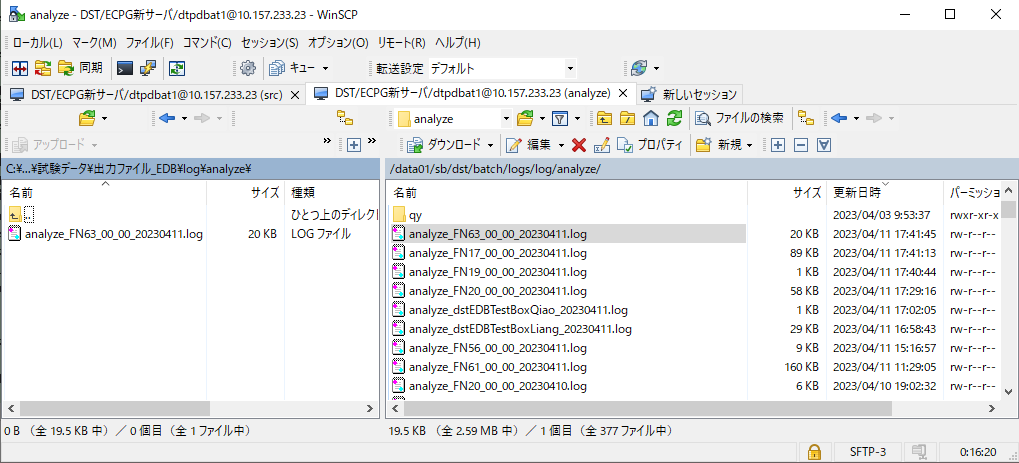 analyze - DST/ECPG新サーバ/dtpdbat1@10.157.233.23 - WinSCP
ローカル(L) マーク(M) ファイル(F) コマンド(C) セッション(S) オプション(O) リモート(R) ヘルプ(H)
同期 キュー 転送設定 デフォルト
DST/ECPG新サーバ/dtpdbat1@10.157.233.23 (src) DST/ECPG新サーバ/dtpdbat1@10.157.233.23 (analyze) 新しいセッション
analyze ファイルの検索
アップロード ダウンロード 編集 プロパティ 新規
C:¥...¥試験データ¥出力ファイル_EDB¥log¥analyze¥ /data01/sb/dst/batch/logs/log/analyze/
名前 サイズ 種類 名前 サイズ 更新日時 パーミッショ
.. ひとつ上のディレク qy 2023/04/03 9:53:37 rwxr-xr-x
analyze_FN63_00_00_20230411.log 20 KB LOG ファイル analyze_FN63_00_00_20230411.log 20 KB 2023/04/11 17:41:45 rw-r--r--
analyze_FN17_00_00_20230411.log 89 KB 2023/04/11 17:41:13 rw-r--r--
analyze_FN19_00_00_20230411.log 1 KB 2023/04/11 17:40:44 rw-r--r--
analyze_FN20_00_00_20230411.log 58 KB 2023/04/11 17:29:16 rw-r--r--
analyze_dstEDBTestBoxQiao_20230411.log 1 KB 2023/04/11 17:02:05 rw-r--r--
analyze_dstEDBTestBoxLiang_20230411.log 29 KB 2023/04/11 16:58:43 rw-r--r--
analyze_FN56_00_00_20230411.log 9 KB 2023/04/11 15:16:57 rw-r--r--
analyze_FN61_00_00_20230411.log 160 KB 2023/04/11 11:29:05 rw-r--r--
analyze_FN20_00_00_20230410.log 6 KB 2023/04/10 19:02:32 rw-r--r--
0 B （全 19.5 KB 中）／ 0 個目（全 1 ファイル中） 19.5 KB （全 2.59 MB 中）／ 1 個目（全 377 ファイル中）
SFTP-3 0:16:20